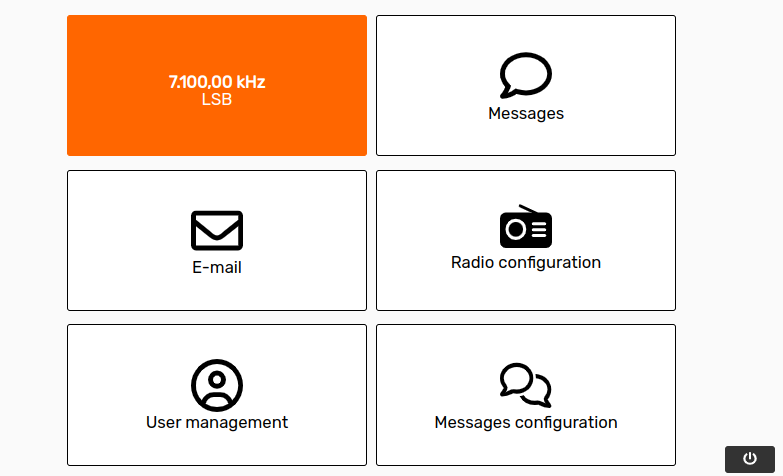 7.100,00 kHz
LSB
Messages
E-mail
Radio configuration
User management
Messages configuration